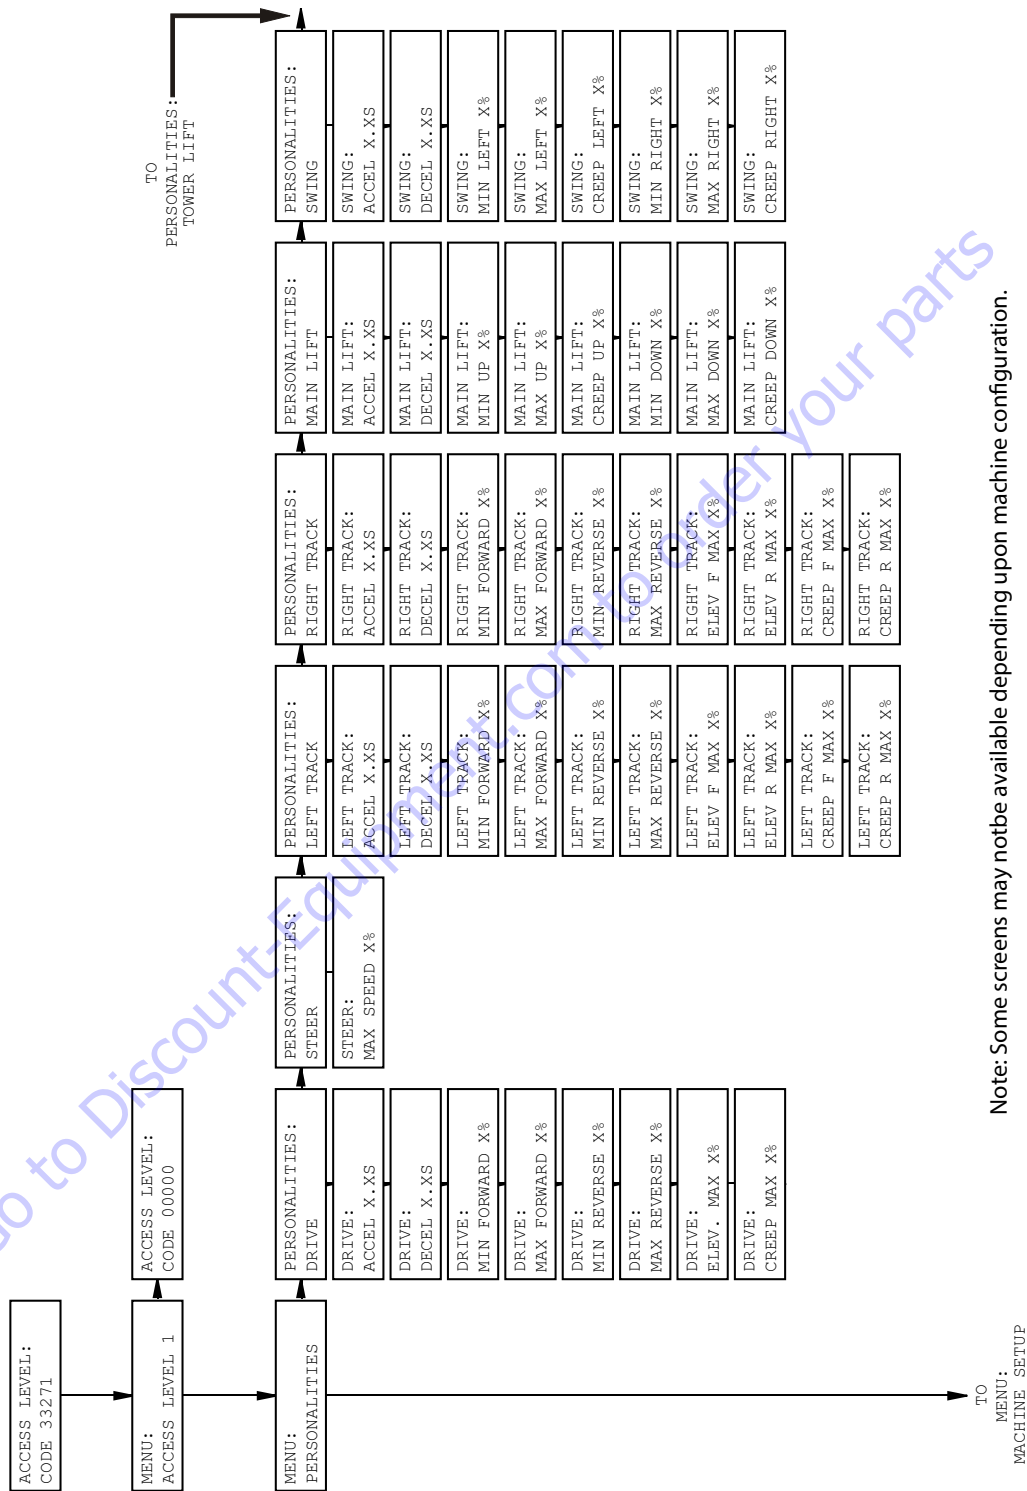 ACCESS LEVEL:
CODE 33271
MENU:
ACCESS LEVEL 1
ACCESS LEVEL:
CODE 00000
MENU:
PERSONALITIES
PERSONALITIES:
DRIVE
DRIVE:
ACCEL X.XS
DRIVE:
DECEL X.XS
DRIVE:
MIN FORWARD X%
DRIVE:
MAX FORWARD X%
DRIVE:
MIN REVERSE X%
DRIVE:
MAX REVERSE X%
DRIVE:
ELEV. MAX X%
DRIVE:
CREEP MAX X%
PERSONALITIES:
STEER
STEER:
MAX SPEED X%
PERSONALITIES:
LEFT TRACK
LEFT TRACK:
ACCEL X.XS
LEFT TRACK:
DECEL X.XS
LEFT TRACK:
MIN FORWARD X%
LEFT TRACK:
MAX FORWARD X%
LEFT TRACK:
MIN REVERSE X%
LEFT TRACK:
MAX REVERSE X%
LEFT TRACK:
ELEV F MAX X%
LEFT TRACK:
ELEV R MAX X%
LEFT TRACK:
CREEP F MAX X%
LEFT TRACK:
CREEP R MAX X%
PERSONALITIES:
RIGHT TRACK
RIGHT TRACK:
ACCEL X.XS
RIGHT TRACK:
DECEL X.XS
RIGHT TRACK:
MIN FORWARD X%
RIGHT TRACK:
MAX FORWARD X%
RIGHT TRACK:
MIN REVERSE X%
RIGHT TRACK:
MAX REVERSE X%
RIGHT TRACK:
ELEV F MAX X%
RIGHT TRACK:
ELEV R MAX X%
RIGHT TRACK:
CREEP F MAX X%
RIGHT TRACK:
CREEP R MAX X%
PERSONALITIES:
MAIN LIFT
MAIN LIFT:
ACCEL X.XS
MAIN LIFT:
DECEL X.XS
MAIN LIFT:
MIN UP X%
MAIN LIFT:
MAX UP X%
MAIN LIFT:
CREEP UP X%
MAIN LIFT:
MIN DOWN X%
MAIN LIFT:
MAX DOWN X%
MAIN LIFT:
CREEP DOWN X%
PERSONALITIES:
SWING
SWING:
ACCEL X.XS
SWING:
DECEL X.XS
SWING:
MIN LEFT X%
SWING:
MAX LEFT X%
SWING:
CREEP LEFT X%
SWING:
MIN RIGHT X%
SWING:
MAX RIGHT X%
SWING:
CREEP RIGHT X%
TO
PERSONALITIES:
TOWER LIFT
TO
MENU:
MACHINE SETUP
Note: Some screens may notbe available depending upon machine configuration.
to Discount-Equipment.com to order your parts